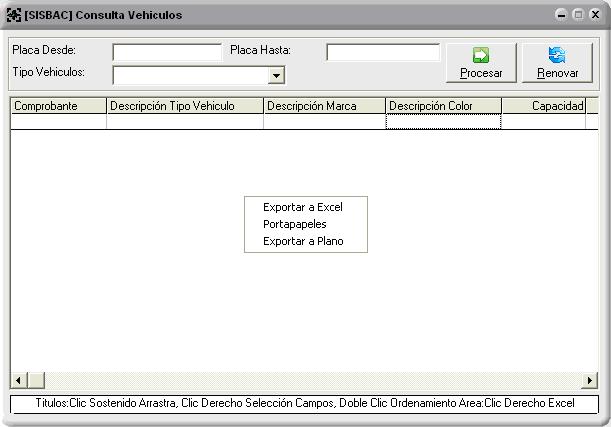 [SISBAC] Consulta Vehiculos
Placa Desde:
Placa Hasta:
Tipo Vehiculos:
Procesar
Renovar
Comprobante
Descripción Tipo Vehiculo
Descripción Marca
Descripción Color
Capacidad
Exportar a Excel
Portapapeles
Exportar a Plano
Titulos:Clic Sostenido Arrastra, Clic Derecho Selección Campos, Doble Clic Ordenamiento Area:Clic Derecho Excel